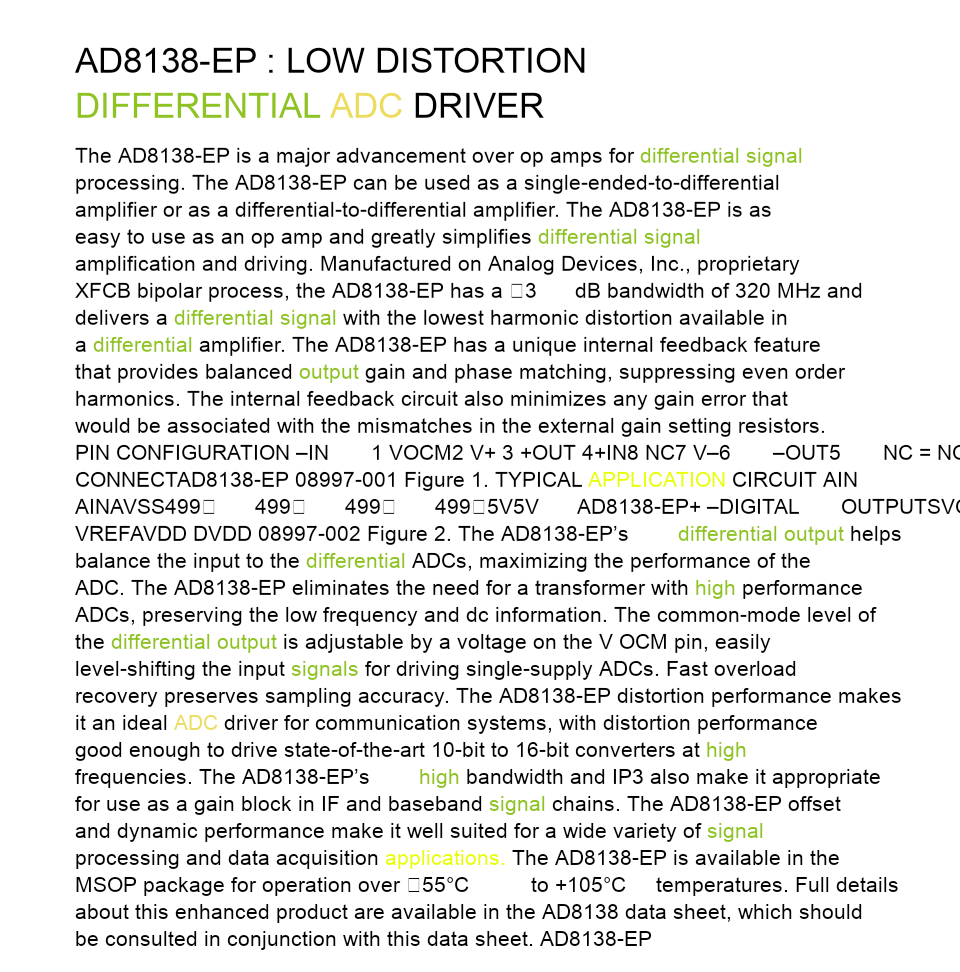 AD8138-EP : LOW DISTORTION
DIFFERENTIAL ADC DRIVER
The AD8138-EP is a major advancement over op amps for differential signal
processing. The AD8138-EP can be used as a single-ended-to-differential
amplifier or as a differential-to-differential amplifier. The AD8138-EP is as
easy to use as an op amp and greatly simplifies differential signal
amplification and driving. Manufactured on Analog Devices, Inc., proprietary
XFCB bipolar process, the AD8138-EP has a □3 dB bandwidth of 320 MHz and
delivers a differential signal with the lowest harmonic distortion available in
a differential amplifier. The AD8138-EP has a unique internal feedback feature
that provides balanced output gain and phase matching, suppressing even order
harmonics. The internal feedback circuit also minimizes any gain error that
would be associated with the mismatches in the external gain setting resistors.
PIN CONFIGURATION –IN 1 VOCM2 V+ 3 +OUT 4+IN8 NC7 V–6 –OUT5 NC = NO
CONNECTAD8138-EP 08997-001 Figure 1. TYPICAL APPLICATION CIRCUIT AIN
AINAVSS499□ 499□ 499□ 499□5V5V AD8138-EP+ –DIGITAL OUTPUTSVO
VREFAVDD DVDD 08997-002 Figure 2. The AD8138-EP’s differential output helps
balance the input to the differential ADCs, maximizing the performance of the
ADC. The AD8138-EP eliminates the need for a transformer with high performance
ADCs, preserving the low frequency and dc information. The common-mode level of
the differential output is adjustable by a voltage on the V OCM pin, easily
level-shifting the input signals for driving single-supply ADCs. Fast overload
recovery preserves sampling accuracy. The AD8138-EP distortion performance makes
it an ideal ADC driver for communication systems, with distortion performance
good enough to drive state-of-the-art 10-bit to 16-bit converters at high
frequencies. The AD8138-EP’s high bandwidth and IP3 also make it appropriate
for use as a gain block in IF and baseband signal chains. The AD8138-EP offset
and dynamic performance make it well suited for a wide variety of signal
processing and data acquisition applications. The AD8138-EP is available in the
MSOP package for operation over □55°C to +105°C temperatures. Full details
about this enhanced product are available in the AD8138 data sheet, which should
be consulted in conjunction with this data sheet. AD8138-EP